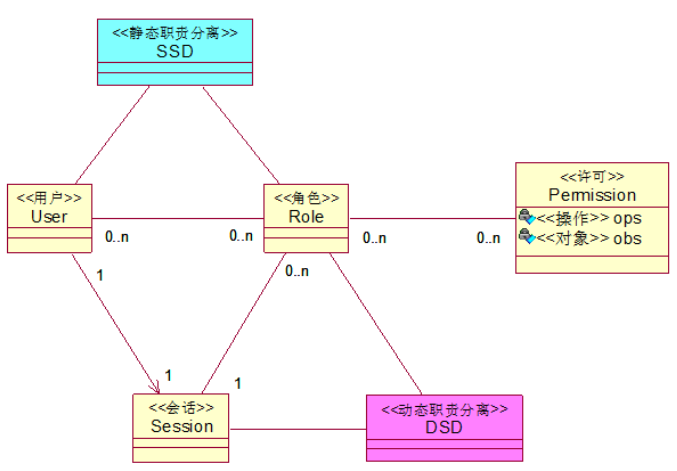 <<静态职责分离>>
SSD
<<用户>>
User
<<角色>>
Role
<<许可>>
Permission
<<操作>> ops
<<对象>> obs
0..n
0..n
0..n
0..n
0..n
1
1
1
<<会话>>
Session
<<动态职责分离>>
DSD